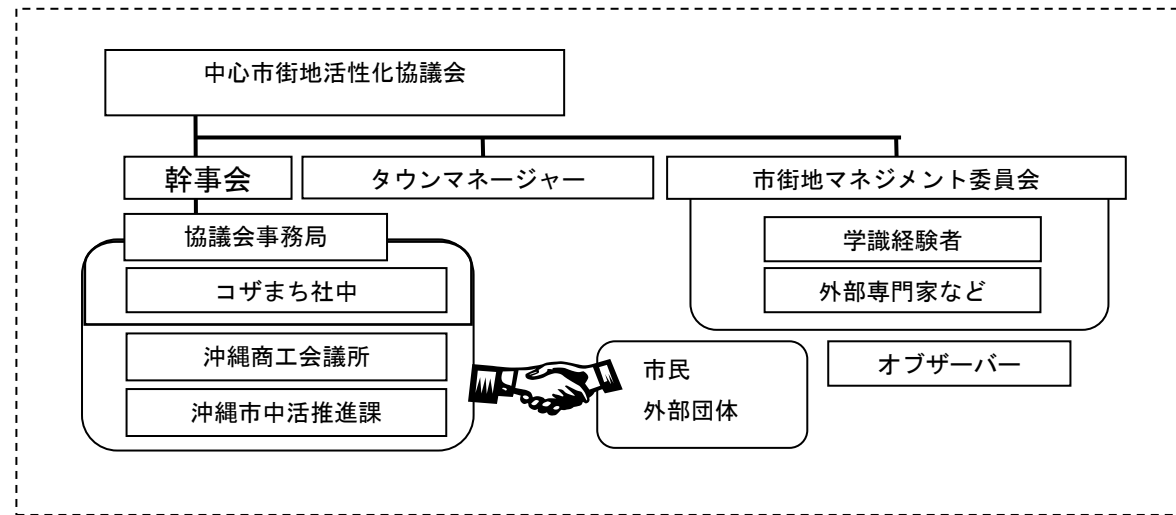 中心市街地活性化協議会
幹事会
タウンマネージャー
市街地マネジメント委員会
協議会事務局
コザまち社中
沖縄商工会議所
沖縄市中活推進課
市民
外部団体
学識経験者
外部専門家など
オブザーバー